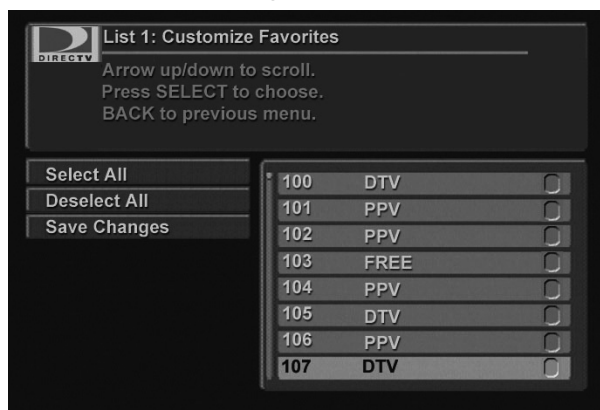 List 1: Customize Favorites
DIRECTV
Arrow up/down to scroll.
Press SELECT to choose.
BACK to previous menu.
Select All
Deselect All
Save Changes
100 DTV
101 PPV
102 PPV
103 FREE
104 PPV
105 DTV
106 PPV
107 DTV